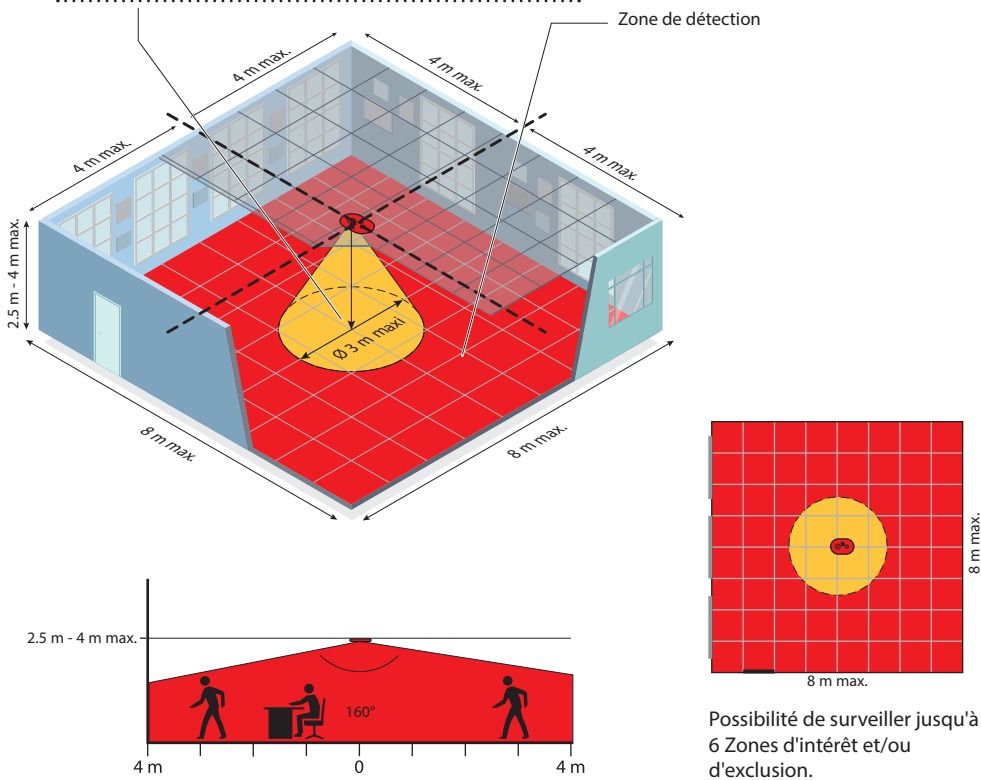 Zone de détection
4 m max.
4 m max.
4 m max.
4 m max.
2.5 m - 4 m max.
Ø 3 m maxi
8 m max.
8 m max.
8 m max.
8 m max.
2.5 m - 4 m max.
160°
4 m
0
4 m
Possibilité de surveiller jusqu'à
6 Zones d'intérêt et/ou
d'exclusion.